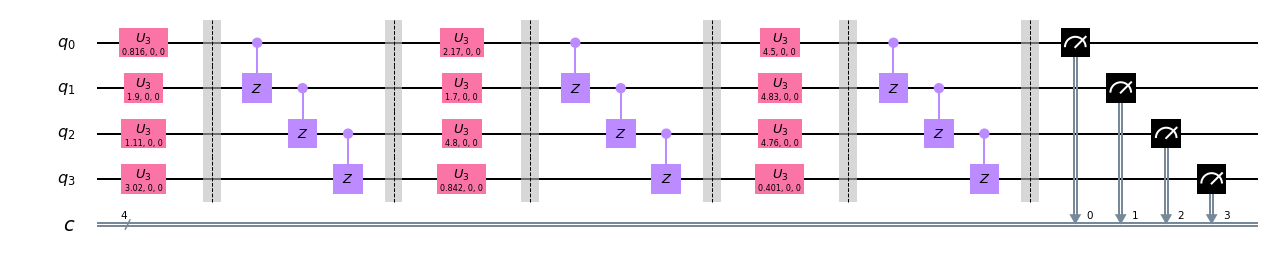 q0 U3 0.816, 0, 0 U3 2.17, 0, 0 U3 4.5, 0, 0
q1 U3 1.9, 0, 0 Z U3 1.7, 0, 0 Z U3 4.83, 0, 0 Z
q2 U3 1.11, 0, 0 Z U3 4.8, 0, 0 Z U3 4.76, 0, 0 Z
q3 U3 3.02, 0, 0 Z U3 0.842, 0, 0 Z U3 0.401, 0, 0 Z
c 4 0 1 2 3